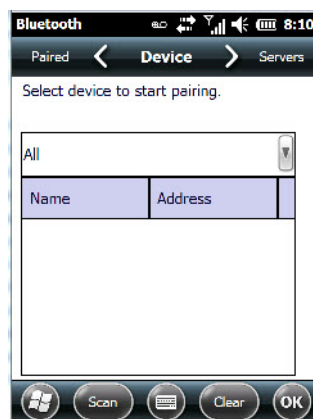 Bluetooth 8:10
Paired Device Servers
Select device to start pairing.
All
Name Address
Scan Clear OK